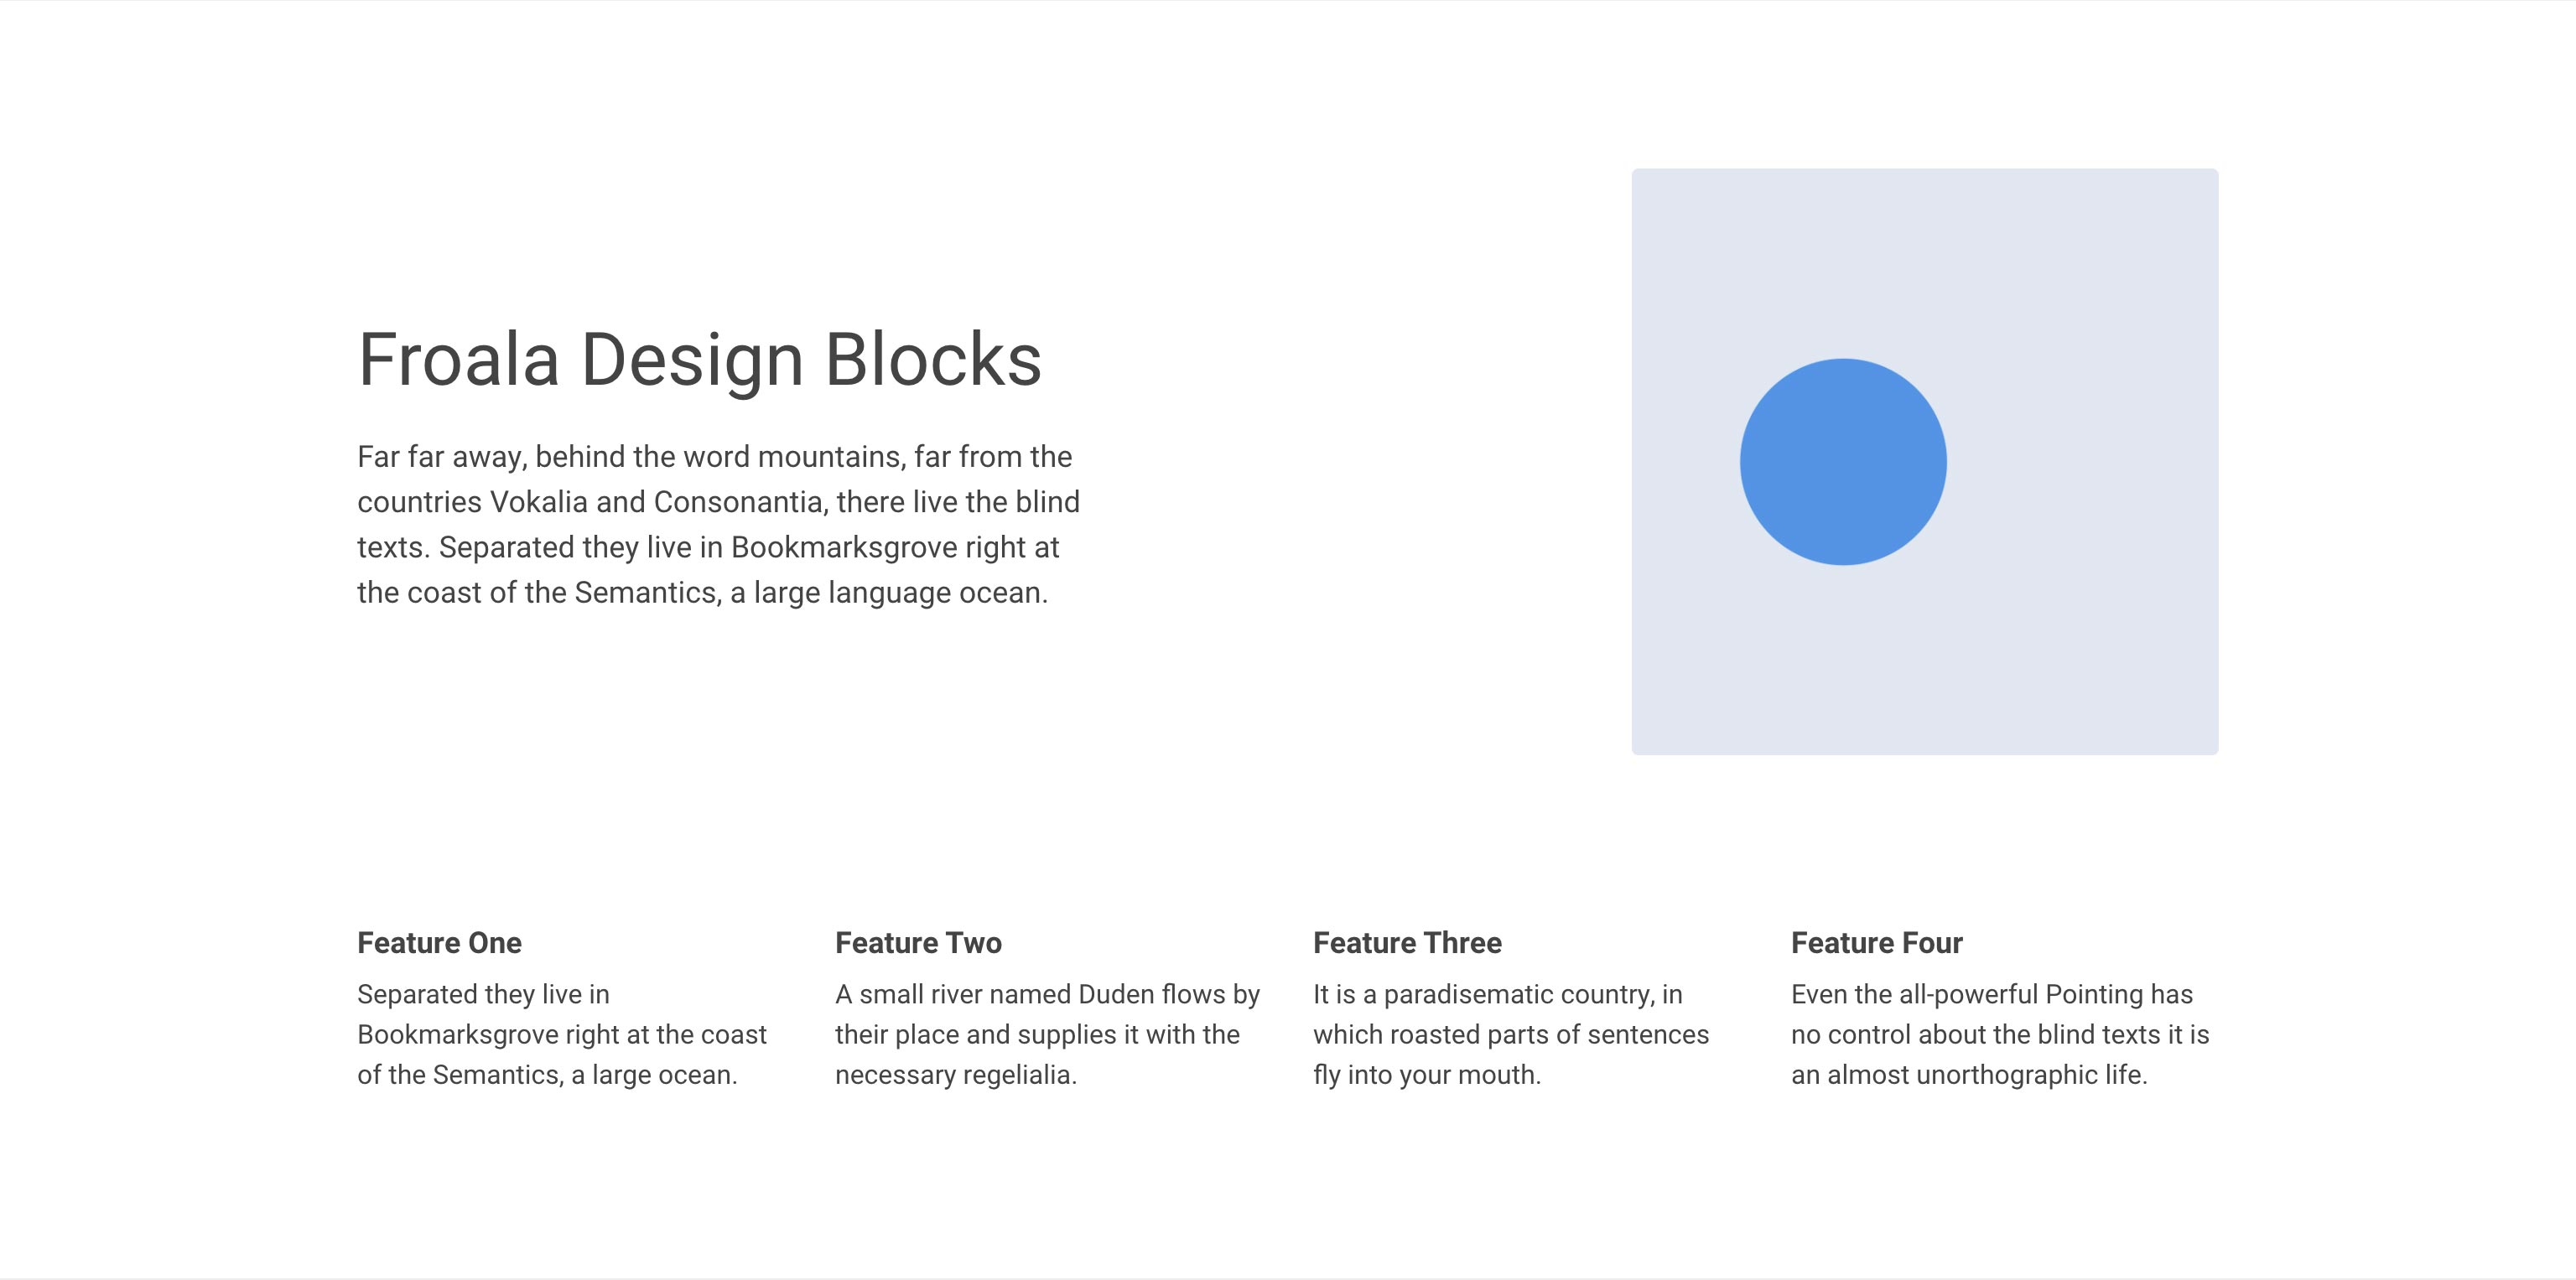 Froala Design Blocks
Far far away, behind the word mountains, far from the
countries Vokalia and Consonantia, there live the blind
texts. Separated they live in Bookmarksgrove right at
the coast of the Semantics, a large language ocean.
Feature One
Separated they live in
Bookmarksgrove right at the coast
of the Semantics, a large ocean.
Feature Two
A small river named Duden flows by
their place and supplies it with the
necessary regelialia.
Feature Three
It is a paradisematic country, in
which roasted parts of sentences
fly into your mouth.
Feature Four
Even the all-powerful Pointing has
no control about the blind texts it is
an almost unorthographic life.